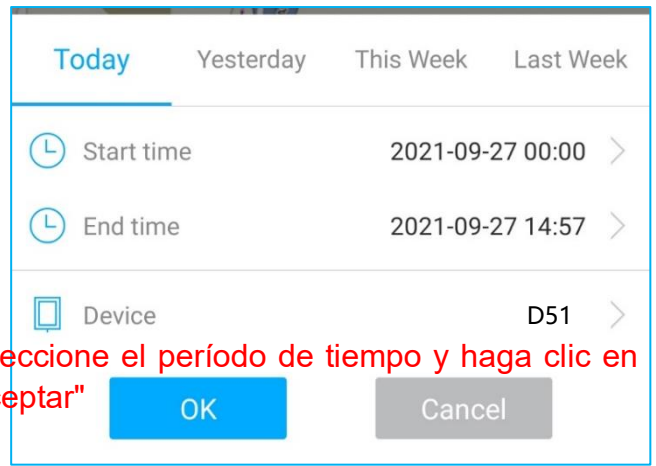 Today Yesterday This Week Last Week
Start time 2021-09-27 00:00
End time 2021-09-27 14:57
Device D51
eccione el período de tiempo y haga clic en
eptar"
OK Cancel